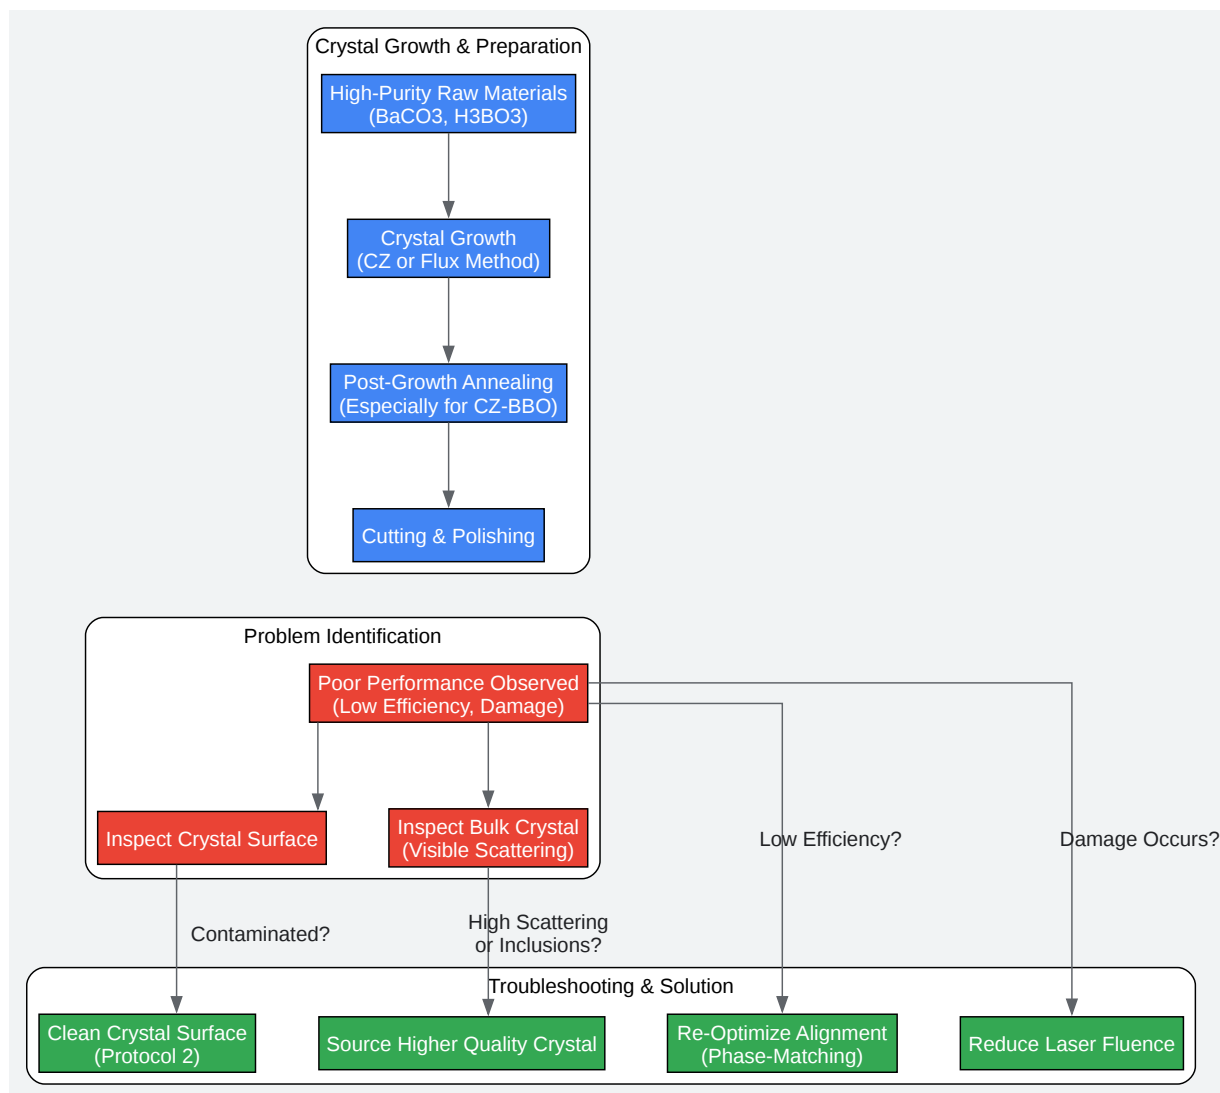 Crystal Growth & Preparation
High-Purity Raw Materials
(BaCO3, H3BO3)
Crystal Growth
(CZ or Flux Method)
Post-Growth Annealing
(Especially for CZ-BBO)
Cutting & Polishing
Problem Identification
Poor Performance Observed
(Low Efficiency, Damage)
Inspect Crystal Surface
Inspect Bulk Crystal
(Visible Scattering)
Low Efficiency?
Damage Occurs?
Contaminated?
High Scattering
or Inclusions?
Troubleshooting & Solution
Clean Crystal Surface
(Protocol 2)
Source Higher Quality Crystal
Re-Optimize Alignment
(Phase-Matching)
Reduce Laser Fluence